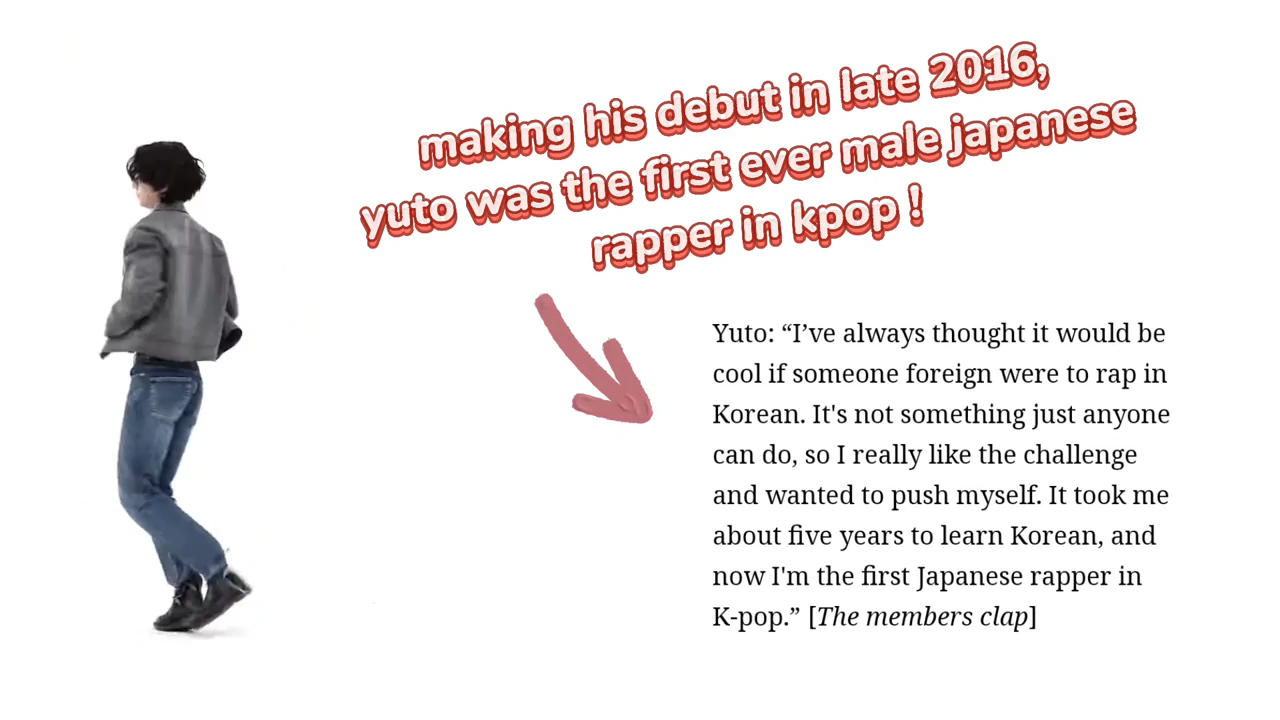 making his debut in late 2016,
yuto was the first ever male japanese
rapper in kpop !
Yuto: “I’ve always thought it would be
cool if someone foreign were to rap in
Korean. It's not something just anyone
can do, so I really like the challenge
and wanted to push myself. It took me
about five years to learn Korean, and
now I'm the first Japanese rapper in
K-pop.” [The members clap]